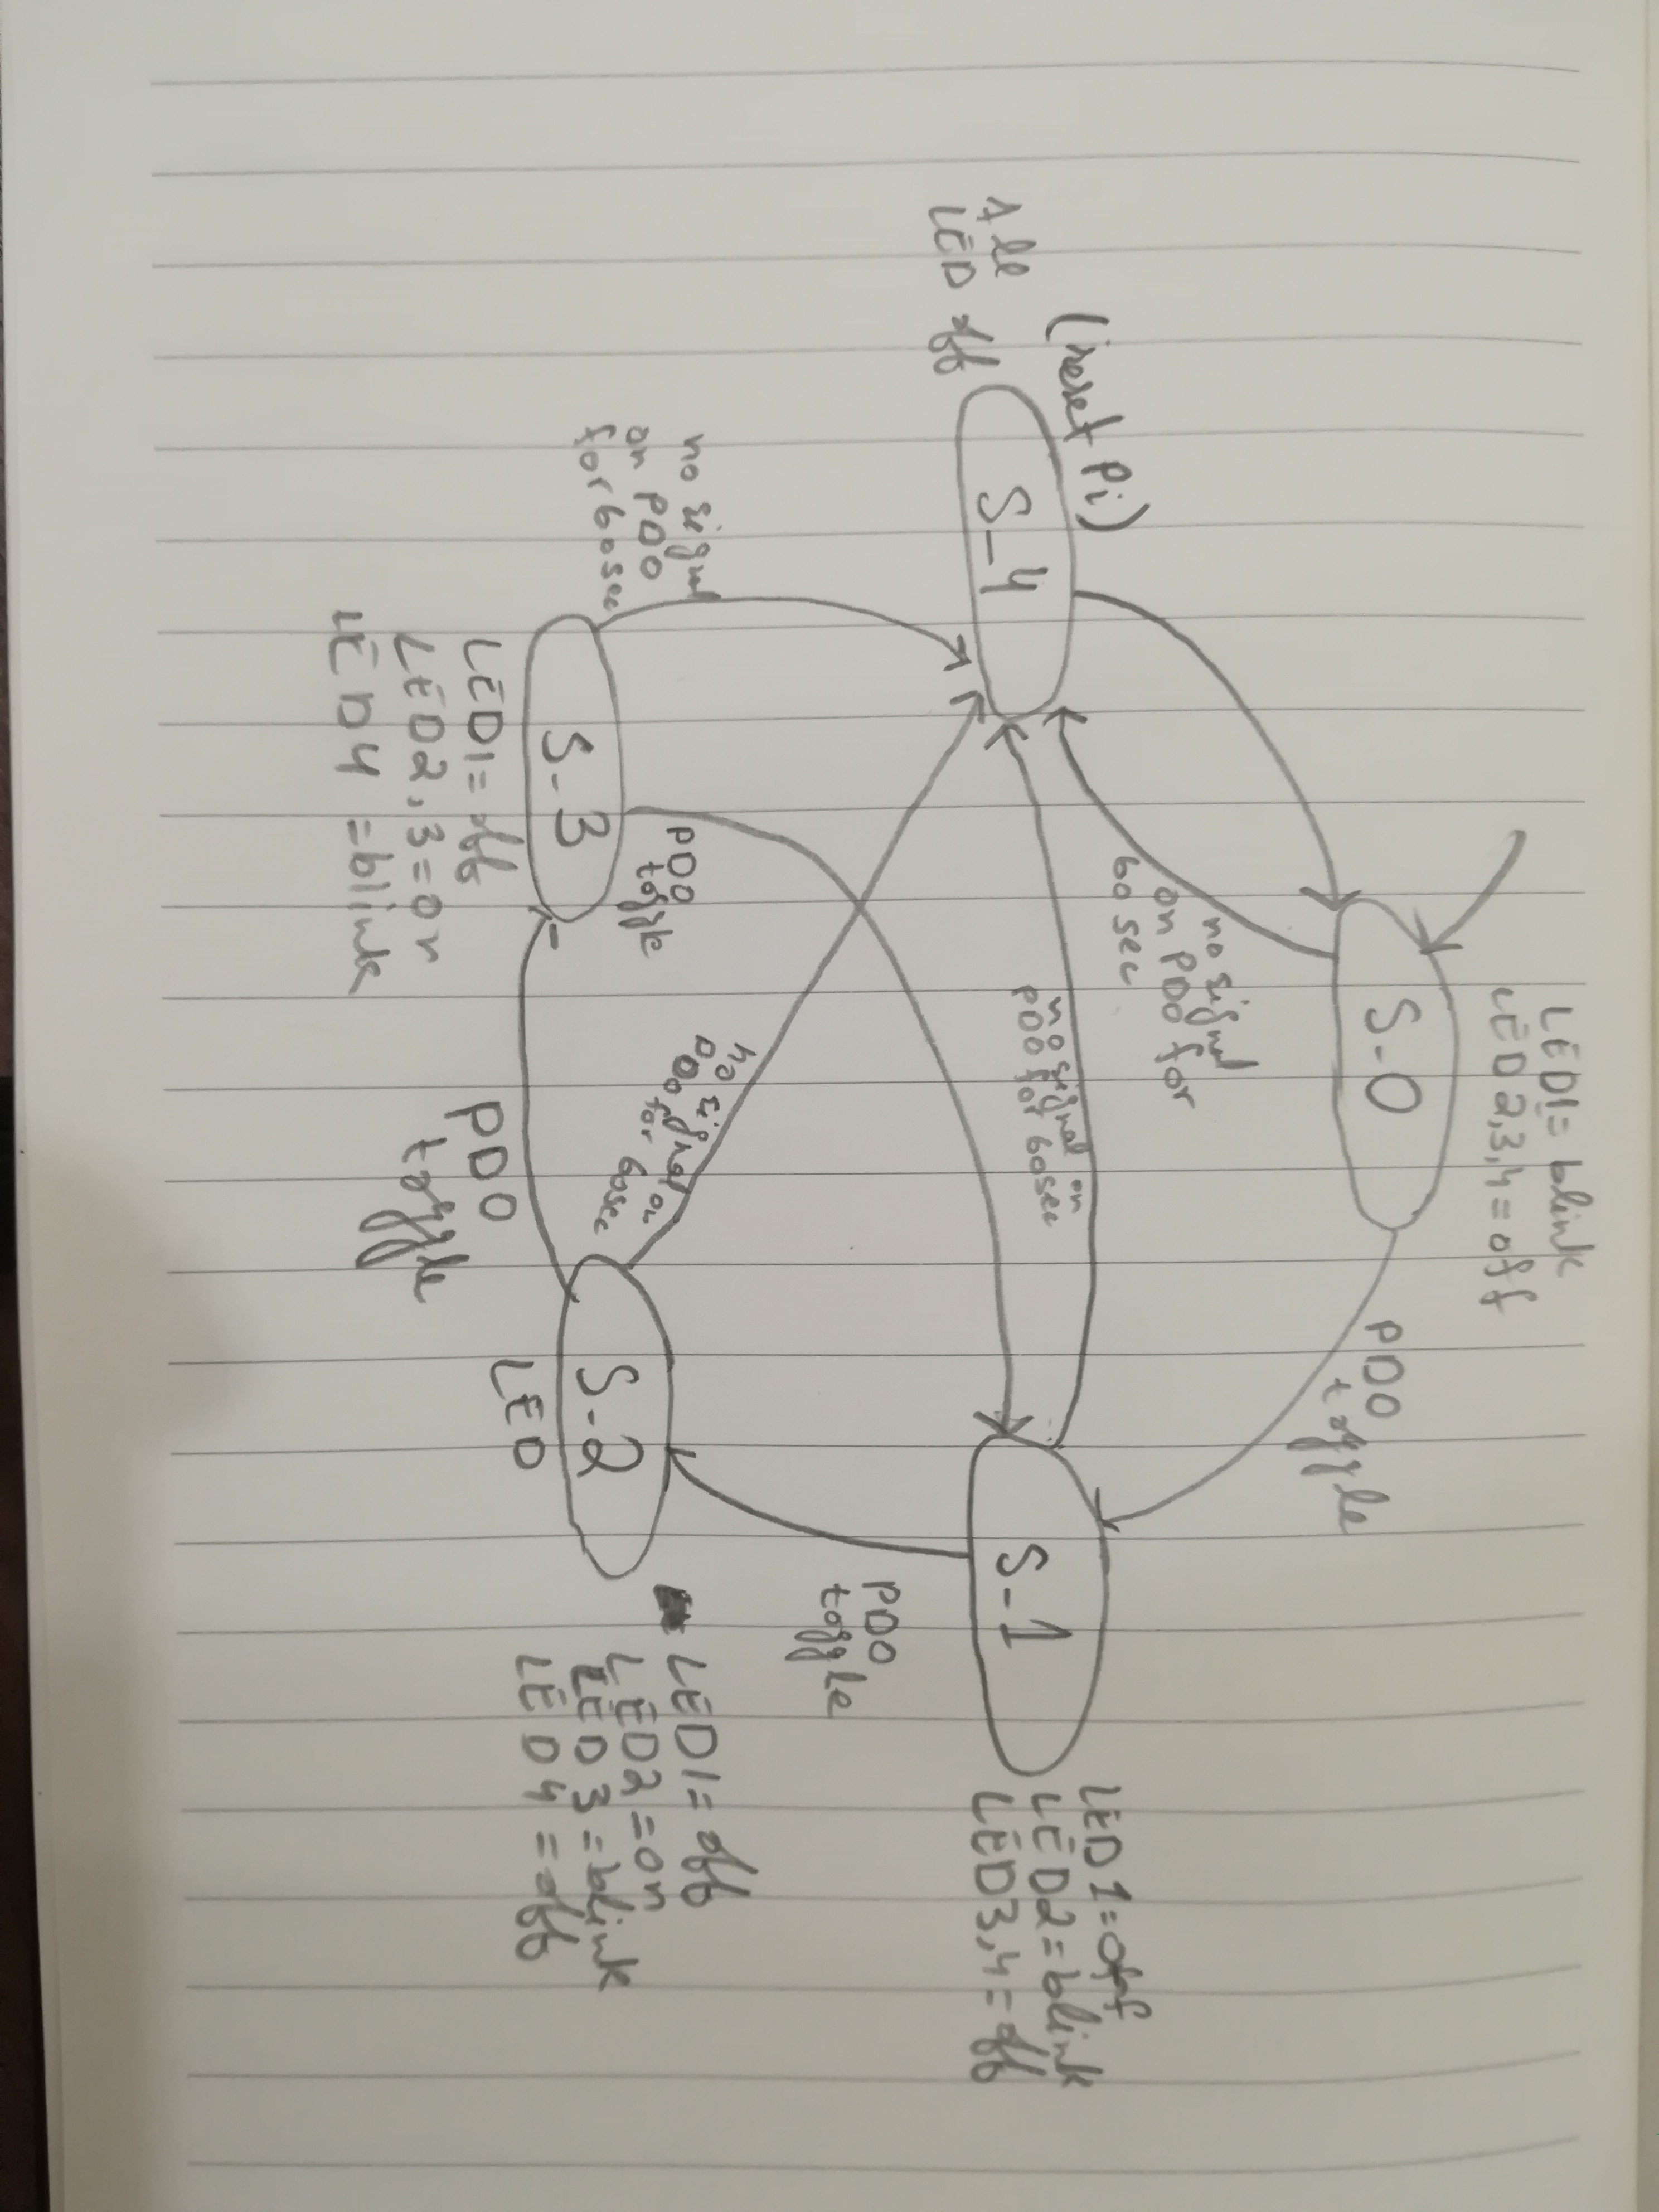 LED1= blink
LED2,3,4=off
S-0
PD0
toggle
no signal
on PD0 for
60 sec
(reset Pi)
All
LED off
S-4
no signal on
PD0 for 60sec
S-1
LED1=off
LED2=blink
LED3,4=off
PD0
toggle
no signal
on PD0
for 60sec
PD0
toggle
no signal on
PD0 for 60sec
S-3
LED1=off
LED2,3=on
LED4=blink
PD0
toggle
S-2
LED
LED1=off
LED2=on
LED3=blink
LED4=off